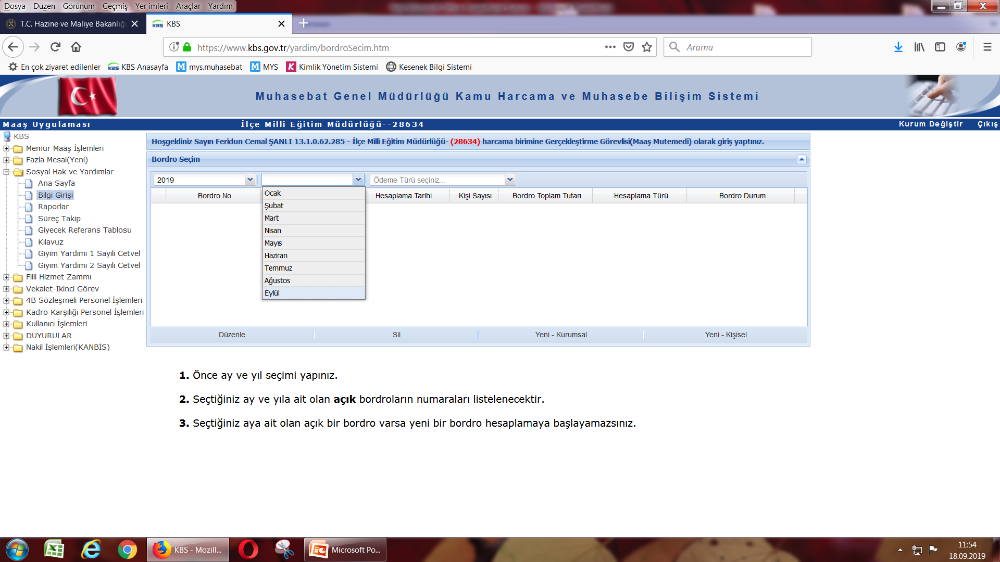 Dosya Düzen Görünüm Geçmiş Yer imleri Araçlar Yardım
T.C. Hazine ve Maliye Bakanlığı
KBS
https://www.kbs.gov.tr/yardim/bordroSecim.htm
Arama
En çok ziyaret edilenler KBS Anasayfa mys.muhasebat MYS Kimlik Yönetim Sistemi Kesenek Bilgi Sistemi
Muhasebat Genel Müdürlüğü Kamu Harcama ve Muhasebe Bilişim Sistemi
Maaş Uygulaması İlçe Milli Eğitim Müdürlüğü--28634 Kurum Değiştir Çıkış
KBS
Memur Maaş İşlemleri
Fazla Mesai(Yeni)
Sosyal Hak ve Yardımlar
Ana Sayfa
Bilgi Girişi
Raporlar
Süreç Takip
Giyecek Referans Tablosu
Kılavuz
Giyim Yardımı 1 Sayılı Cetvel
Giyim Yardımı 2 Sayılı Cetvel
Fiili Hizmet Zammı
Vekalet-İkinci Görev
4B Sözleşmeli Personel İşlemleri
Kadro Karşılığı Personel İşlemleri
Kullanıcı İşlemleri
DUYURULAR
Nakil İşlemleri(KANBİS)
Hoşgeldiniz Sayın Feridun Cemal ŞANLI 13.1.0.62.285 - İlçe Milli Eğitim Müdürlüğü- (28634) harcama birimine Gerçekleştirme Görevlisi(Maaş Mutemedi) olarak giriş yaptınız.
Bordro Seçim
2019 Ödeme Türü seçiniz...
Bordro No Hesaplama Tarihi Kişi Sayısı Bordro Toplam Tutarı Hesaplama Türü Bordro Durum
Ocak
Şubat
Mart
Nisan
Mayıs
Haziran
Temmuz
Ağustos
Eylül
Düzenle Sil Yeni - Kurumsal Yeni - Kişisel
1. Önce ay ve yıl seçimi yapınız.
2. Seçtiğiniz ay ve yıla ait olan açık bordroların numaraları listelenecektir.
3. Seçtiğiniz aya ait olan açık bir bordro varsa yeni bir bordro hesaplamaya başlayamazsınız.
KBS - Mozill...
Microsoft Po...
11:54
18.09.2019